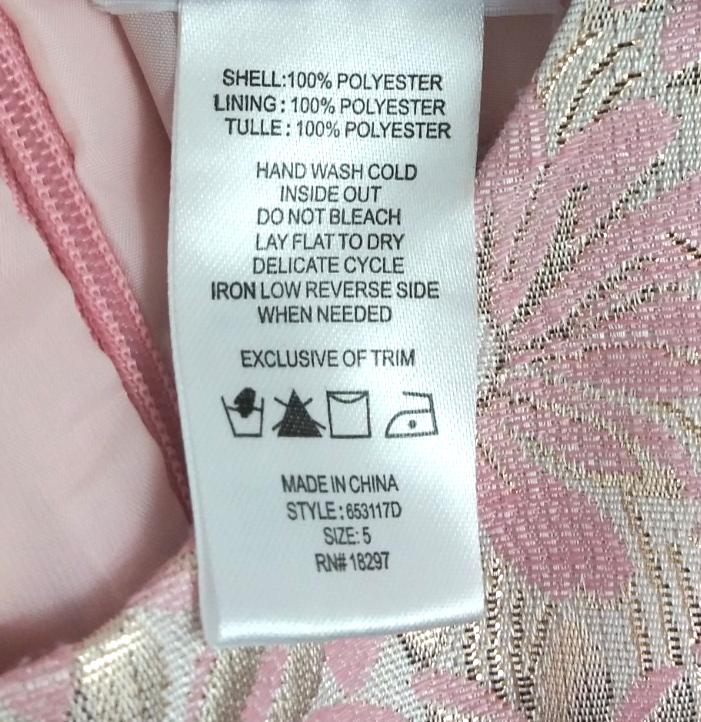 SHELL:100% POLYESTER
LINING: 100% POLYESTER
TULLE: 100% POLYESTER
HAND WASH COLD
INSIDE OUT
DO NOT BLEACH
LAY FLAT TO DRY
DELICATE CYCLE
IRON LOW REVERSE SIDE
WHEN NEEDED
EXCLUSIVE OF TRIM
MADE IN CHINA
STYLE: 653117D
SIZE: 5
RN# 18297